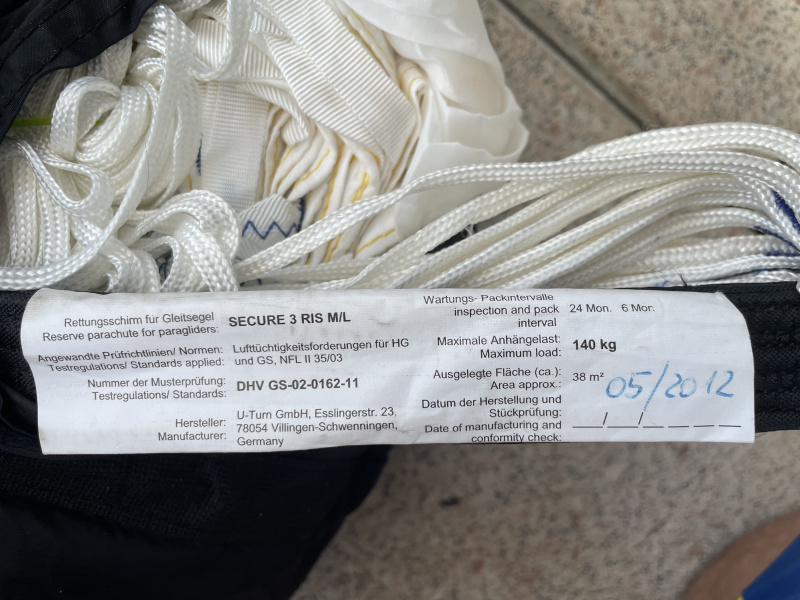 Rettungsschirm für Gleitsegel
Reserve parachute for paragliders:
SECURE 3 RIS M/L
Angewandte Prüfrichtlinien/ Normen:
Testregulations/ Standards applied:
Lufttüchtigkeitsforderungen für HG
und GS, NFL II 35/03
Nummer der Musterprüfung:
Testregulations/ Standards:
DHV GS-02-0162-11
Hersteller:
Manufacturer:
U-Turn GmbH, Esslingerstr. 23,
78054 Villingen-Schwenningen,
Germany
Wartungs- Packintervalle
inspection and pack
interval
24 Mon. 6 Mor.
Maximale Anhängelast:
Maximum load:
140 kg
Ausgelegte Fläche (ca.):
Area approx.:
38 m²
05/2012
Datum der Herstellung und
Stückprüfung:
Date of manufacturing and
conformity check:
__/__/____